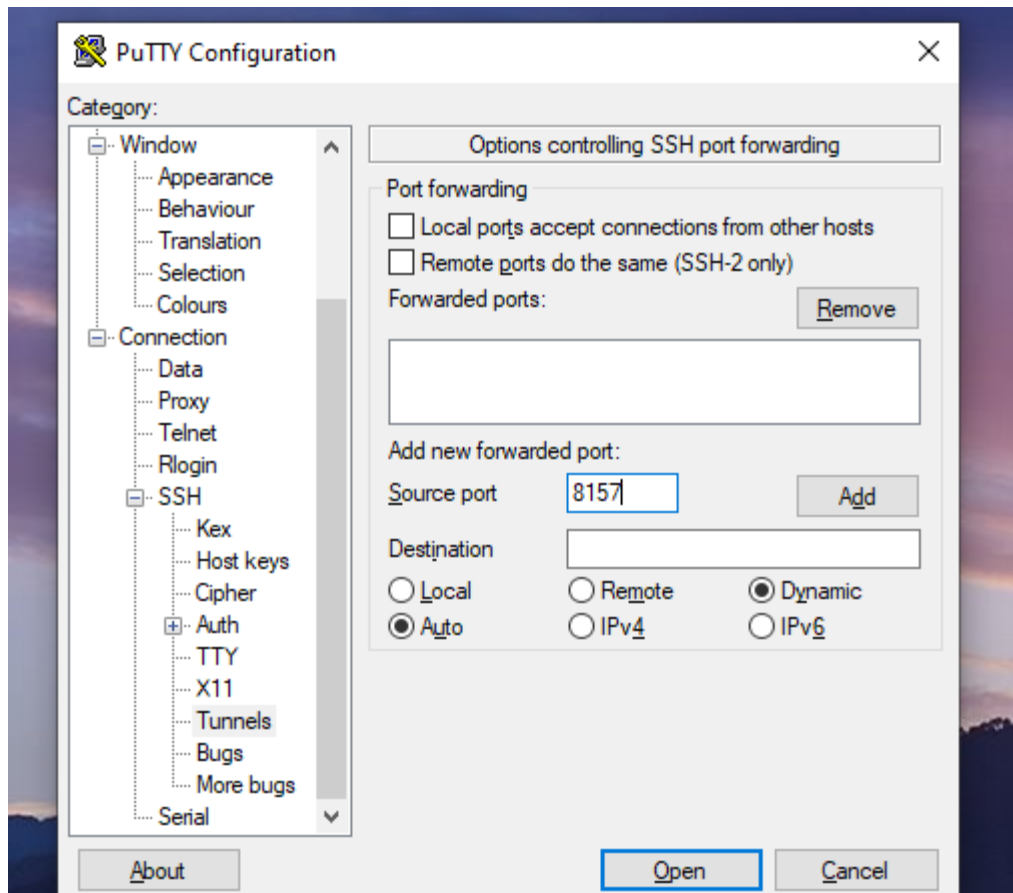 PuTTY Configuration
Category:
Window
Appearance
Behaviour
Translation
Selection
Colours
Connection
Data
Proxy
Telnet
Rlogin
SSH
Kex
Host keys
Cipher
Auth
TTY
X11
Tunnels
Bugs
More bugs
Serial
Options controlling SSH port forwarding
Port forwarding
Local ports accept connections from other hosts
Remote ports do the same (SSH-2 only)
Forwarded ports:
Remove
Add new forwarded port:
Source port 8157 Add
Destination
Local Remote Dynamic
Auto IPv4 IPv6
About Open Cancel